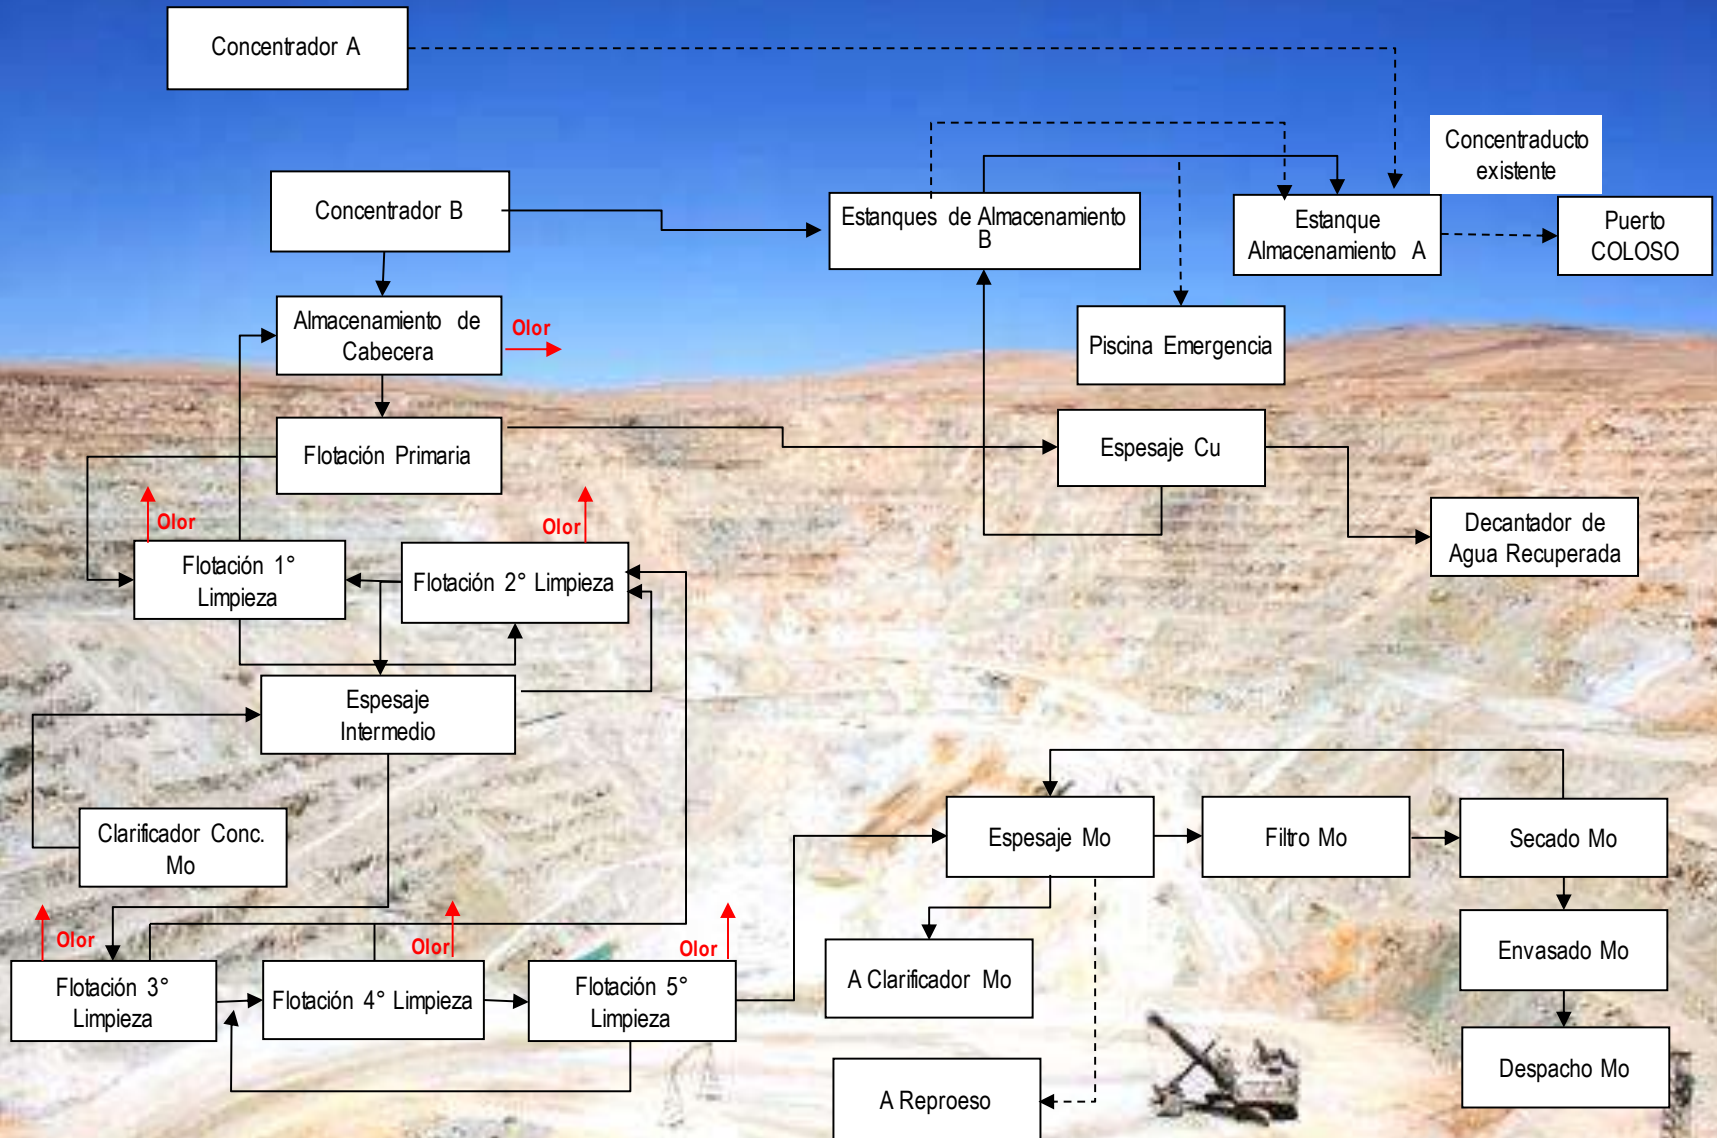 Concentrador A
Concentraducto
existente
Concentrador B
Estanques de Almacenamiento
B
Estanque
Almacenamiento A
Puerto
COLOSO
Almacenamiento de
Cabecera
Olor
Piscina Emergencia
Flotación Primaria
Espesaje Cu
Olor
Olor
Decantador de
Agua Recuperada
Flotación 1°
Limpieza
Flotación 2° Limpieza
Espesaje
Intermedio
Clarificador Conc.
Mo
Espesaje Mo
Filtro Mo
Secado Mo
Olor
Olor
Olor
Envasado Mo
A Clarificador Mo
Flotación 3°
Limpieza
Flotación 4° Limpieza
Flotación 5°
Limpieza
Despacho Mo
A Reproeso